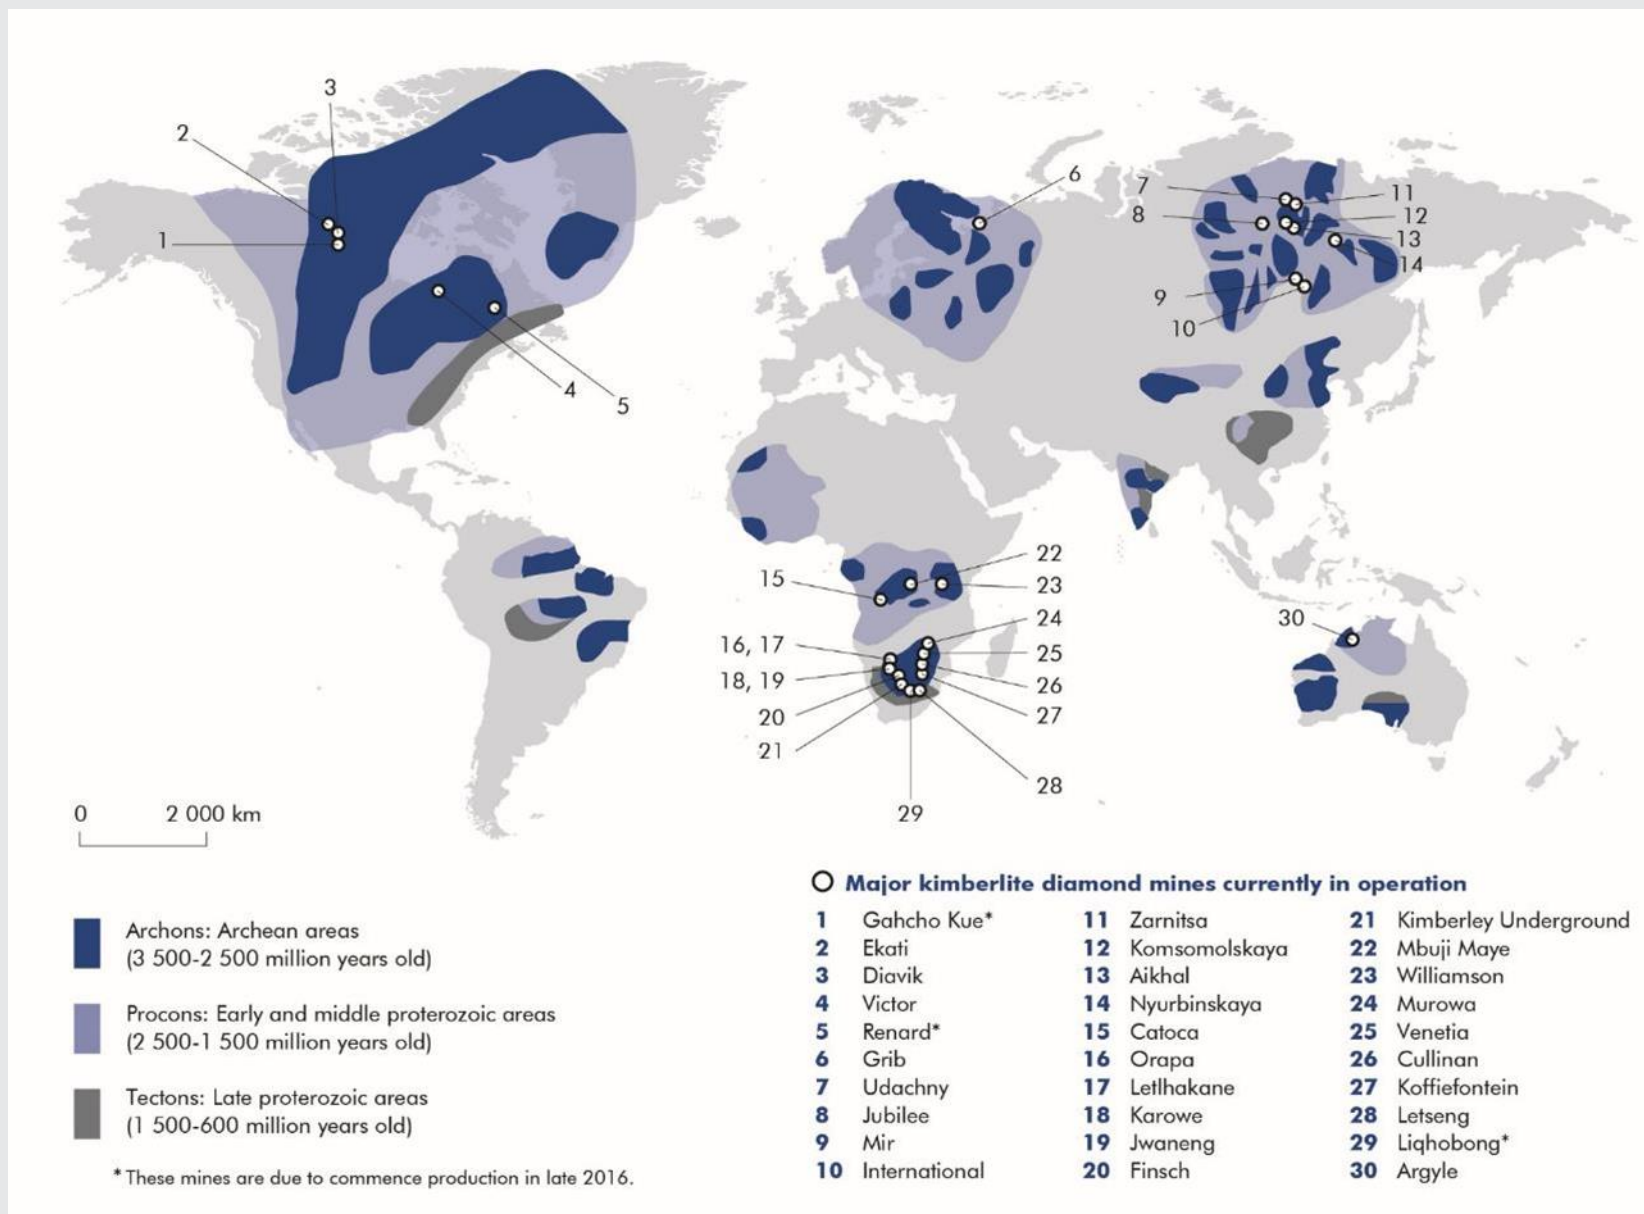 3
2
1
4
5
6
7
8
9
10
11
12
13
14
15
16, 17
18, 19
20
21
22
23
24
25
26
27
28
29
30
0 2 000 km
Archons: Archean areas
(3 500-2 500 million years old)
Procons: Early and middle proterozoic areas
(2 500-1 500 million years old)
Tectons: Late proterozoic areas
(1 500-600 million years old)
* These mines are due to commence production in late 2016.
Major kimberlite diamond mines currently in operation
1 Gahcho Kue*
2 Ekati
3 Diavik
4 Victor
5 Renard*
6 Grib
7 Udachny
8 Jubilee
9 Mir
10 International
11 Zarnitsa
12 Komsomolskaya
13 Aikhal
14 Nyurbinskaya
15 Catoca
16 Orapa
17 Letlhakane
18 Karowe
19 Jwaneng
20 Finsch
21 Kimberley Underground
22 Mbuji Maye
23 Williamson
24 Murowa
25 Venetia
26 Cullinan
27 Koffiefontein
28 Letseng
29 Liqhobong*
30 Argyle